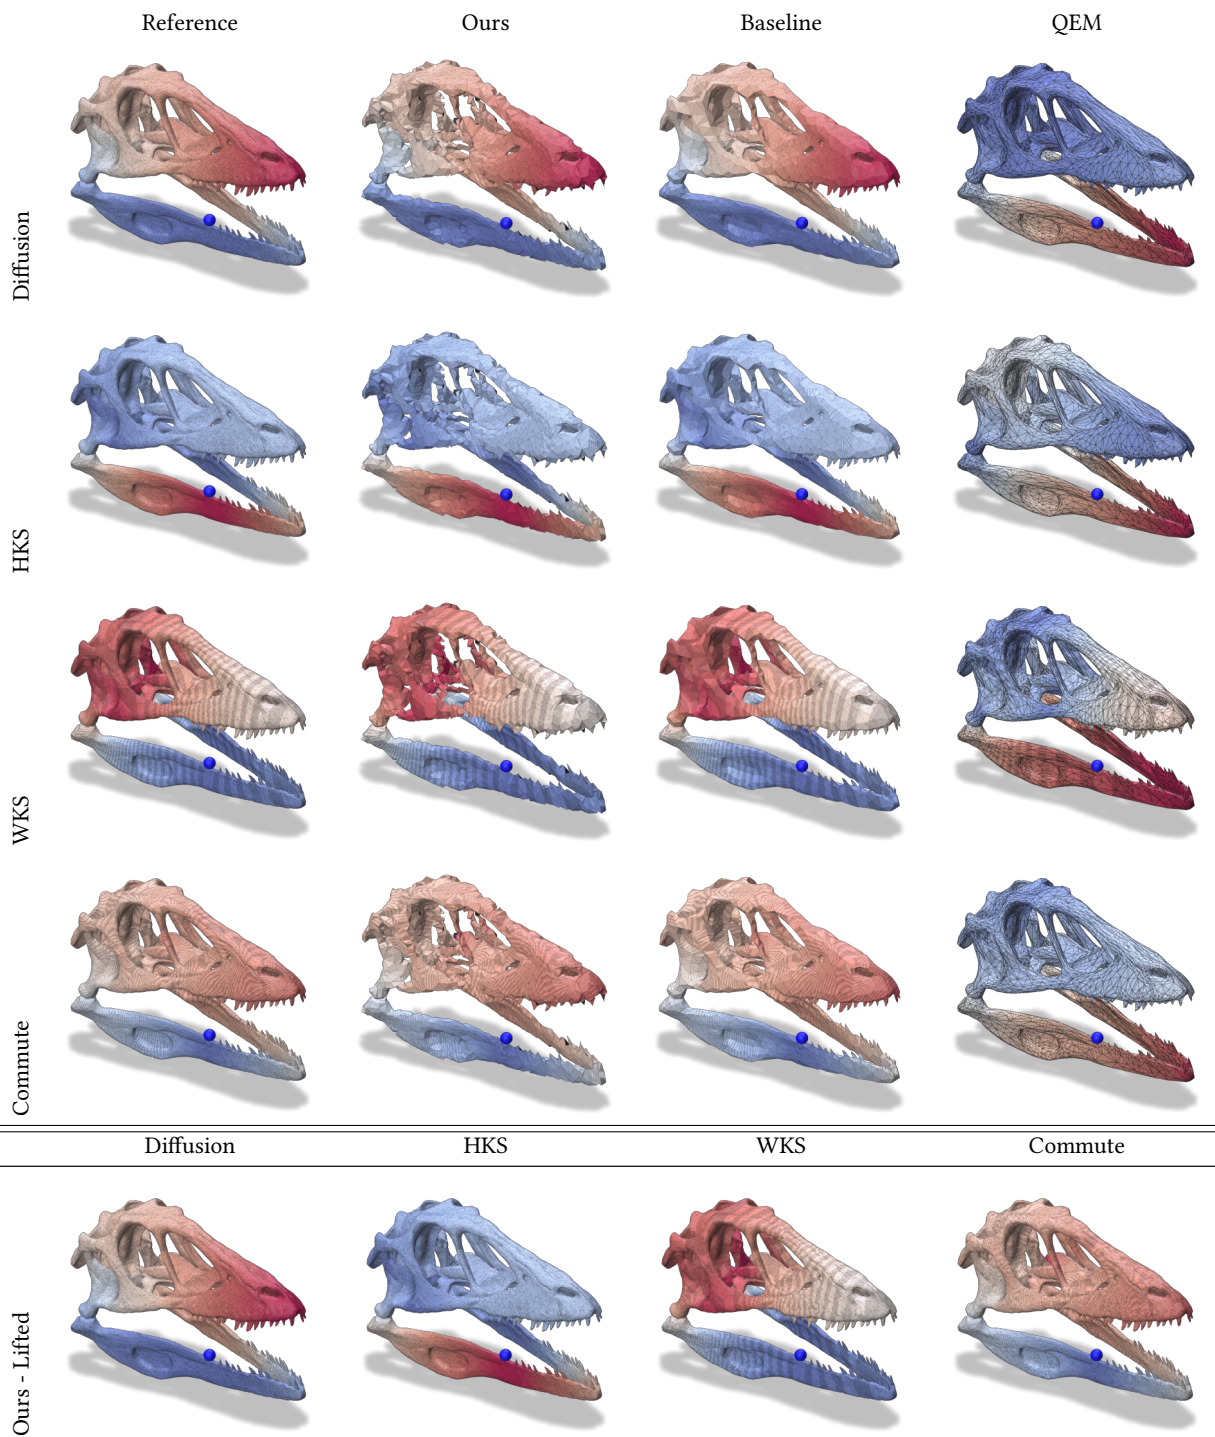 Reference Ours Baseline QEM
Diffusion
HKS
WKS
Commute
Diffusion HKS WKS Commute
Ours - Lifted